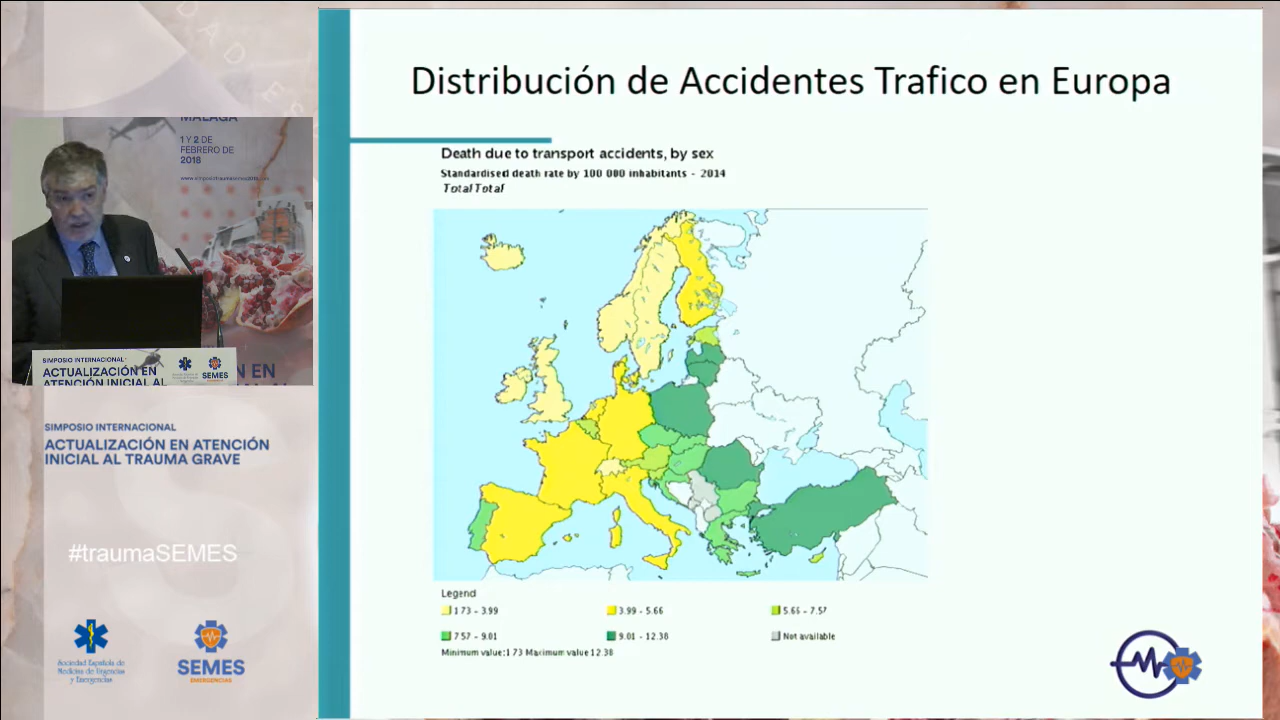 Distribución de Accidentes Trafico en Europa
Death due to transport accidents, by sex
Standardised death rate by 100 000 inhabitants - 2014
Total Total
Legend
1.73 - 3.99
3.99 - 5.66
5.66 - 7.57
7.57 - 9.01
9.01 - 12.38
Not available
Minimum value:1.73 Maximum value:12.38
MÁLAGA
1 Y 2 DE
FEBRERO DE
2018
SIMPOSIO INTERNACIONAL
ACTUALIZACIÓN EN
ATENCIÓN INICIAL AL
SEMES
N EN
SIMPOSIO INTERNACIONAL
ACTUALIZACIÓN EN ATENCIÓN
INICIAL AL TRAUMA GRAVE
#traumaSEMES
Sociedad Española de
Medicina de Urgencias
y Emergencias
SEMES
EMERGENCIAS